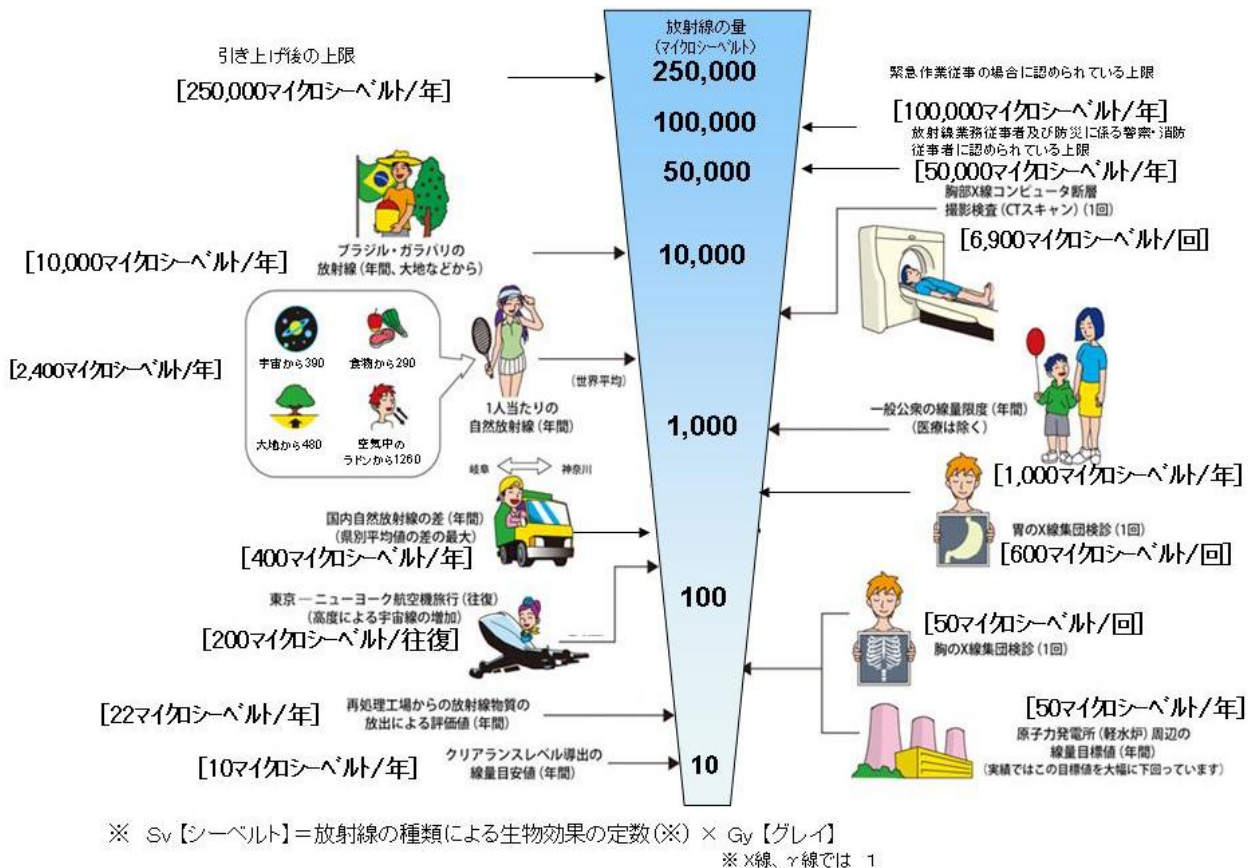 放射線の量
(マイクロシーベルト)
250,000
100,000
50,000
10,000
1,000
100
10
引き上げ後の上限
[250,000マイクロシーベルト/年]
ブラジル・ガラパリの
放射線(年間、大地などから)
[10,000マイクロシーベルト/年]
宇宙から390
食物から290
大地から480
空気中の
ラドンから1260
[2,400マイクロシーベルト/年]
1人当たりの
自然放射線(年間)
(世界平均)
岐阜
神奈川
国内自然放射線の差(年間)
(県別平均値の差の最大)
[400マイクロシーベルト/年]
東京―ニューヨーク航空機旅行(往復)
(高度による宇宙線の増加)
[200マイクロシーベルト/往復]
[22マイクロシーベルト/年]
再処理工場からの放射線物質の
放出による評価値(年間)
[10マイクロシーベルト/年]
クリアランスレベル導出の
線量目安値(年間)
緊急作業従事の場合に認められている上限
[100,000マイクロシーベルト/年]
放射線業務従事者及び防災に係る警察・消防
従事者に認められている上限
[50,000マイクロシーベルト/年]
胸部X線コンピュータ断層
撮影検査(CTスキャン)(1回)
[6,900マイクロシーベルト/回]
一般公衆の線量限度(年間)
(医療は除く)
[1,000マイクロシーベルト/年]
胃のX線集団検診(1回)
[600マイクロシーベルト/回]
[50マイクロシーベルト/回]
胸のX線集団検診(1回)
[50マイクロシーベルト/年]
原子力発電所(軽水炉)周辺の
線量目標値(年間)
(実績ではこの目標値を大幅に下回っています)
※ Sv【シーベルト】=放射線の種類による生物効果の定数(※) × Gy【グレイ】
※ X線、γ線では 1